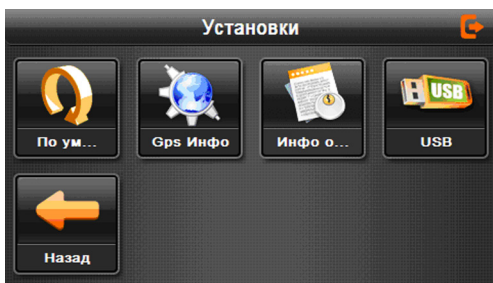 Установки
По ум...
Gps Инфо
Инфо о...
USB
USB
Назад